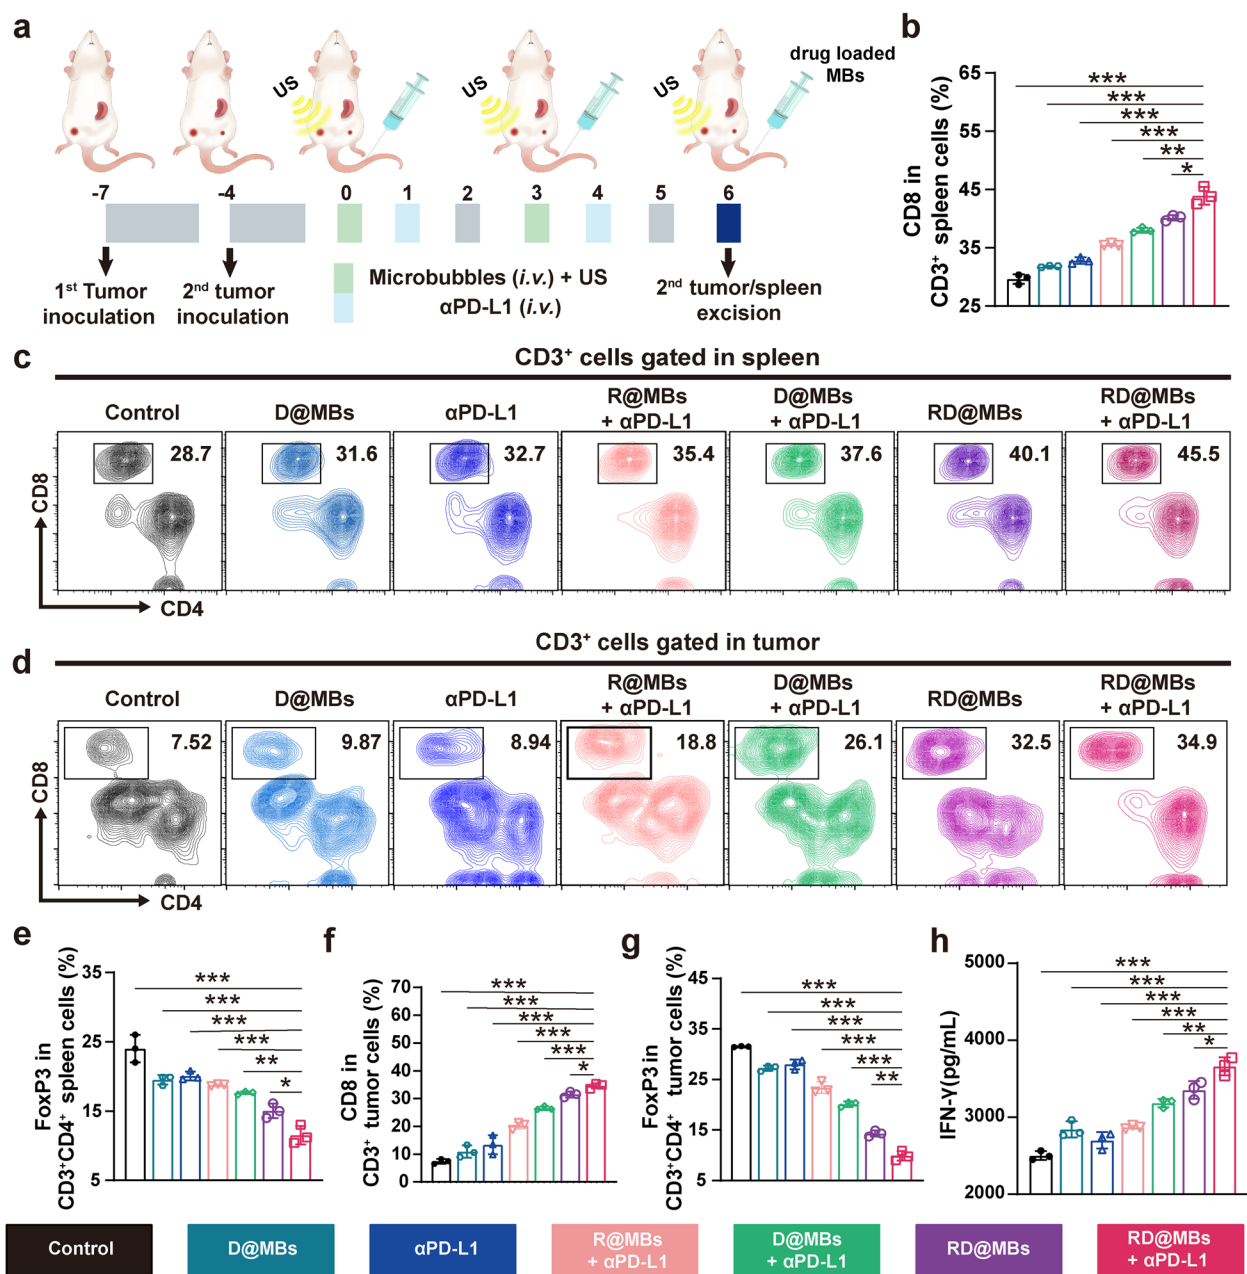 a
US
US
US
drug loaded
MBs
-7
-4
0
1
2
3
4
5
6
1st Tumor
inoculation
2nd tumor
inoculation
Microbubbles (i.v.) + US
αPD-L1 (i.v.)
2nd tumor/spleen
excision
b
CD8 in
CD3+ spleen cells (%)
65
55
45
35
25
***
***
***
***
**
*
c
CD3+ cells gated in spleen
Control
D@MBs
αPD-L1
R@MBs
+ αPD-L1
D@MBs
+ αPD-L1
RD@MBs
RD@MBs
+ αPD-L1
28.7
31.6
32.7
35.4
37.6
40.1
45.5
CD8
CD4
d
CD3+ cells gated in tumor
Control
D@MBs
αPD-L1
R@MBs
+ αPD-L1
D@MBs
+ αPD-L1
RD@MBs
RD@MBs
+ αPD-L1
7.52
9.87
8.94
18.8
26.1
32.5
34.9
CD8
CD4
e
FoxP3 in
CD3+CD4+ spleen cells (%)
35
25
15
5
***
***
***
***
**
*
f
CD8 in
CD3+ tumor cells (%)
70
60
50
40
30
20
10
0
***
***
***
***
***
*
g
FoxP3 in
CD3+CD4+ tumor cells (%)
45
35
25
15
5
***
***
***
***
***
**
h
IFN-γ(pg/mL)
5000
4000
3000
2000
***
***
***
***
**
*
Control
D@MBs
αPD-L1
R@MBs
+ αPD-L1
D@MBs
+ αPD-L1
RD@MBs
RD@MBs
+ αPD-L1